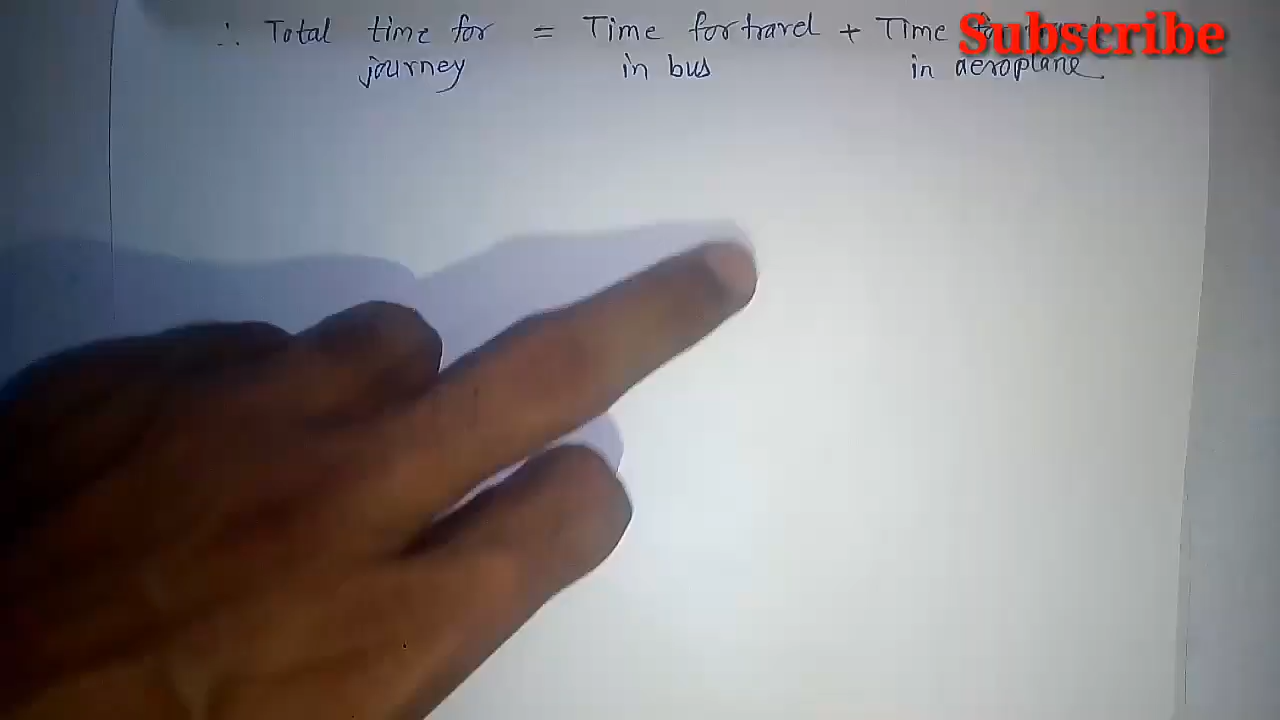 ∴ Total time for = Time for travel + Time
journey in bus in aeroplane
Subscribe